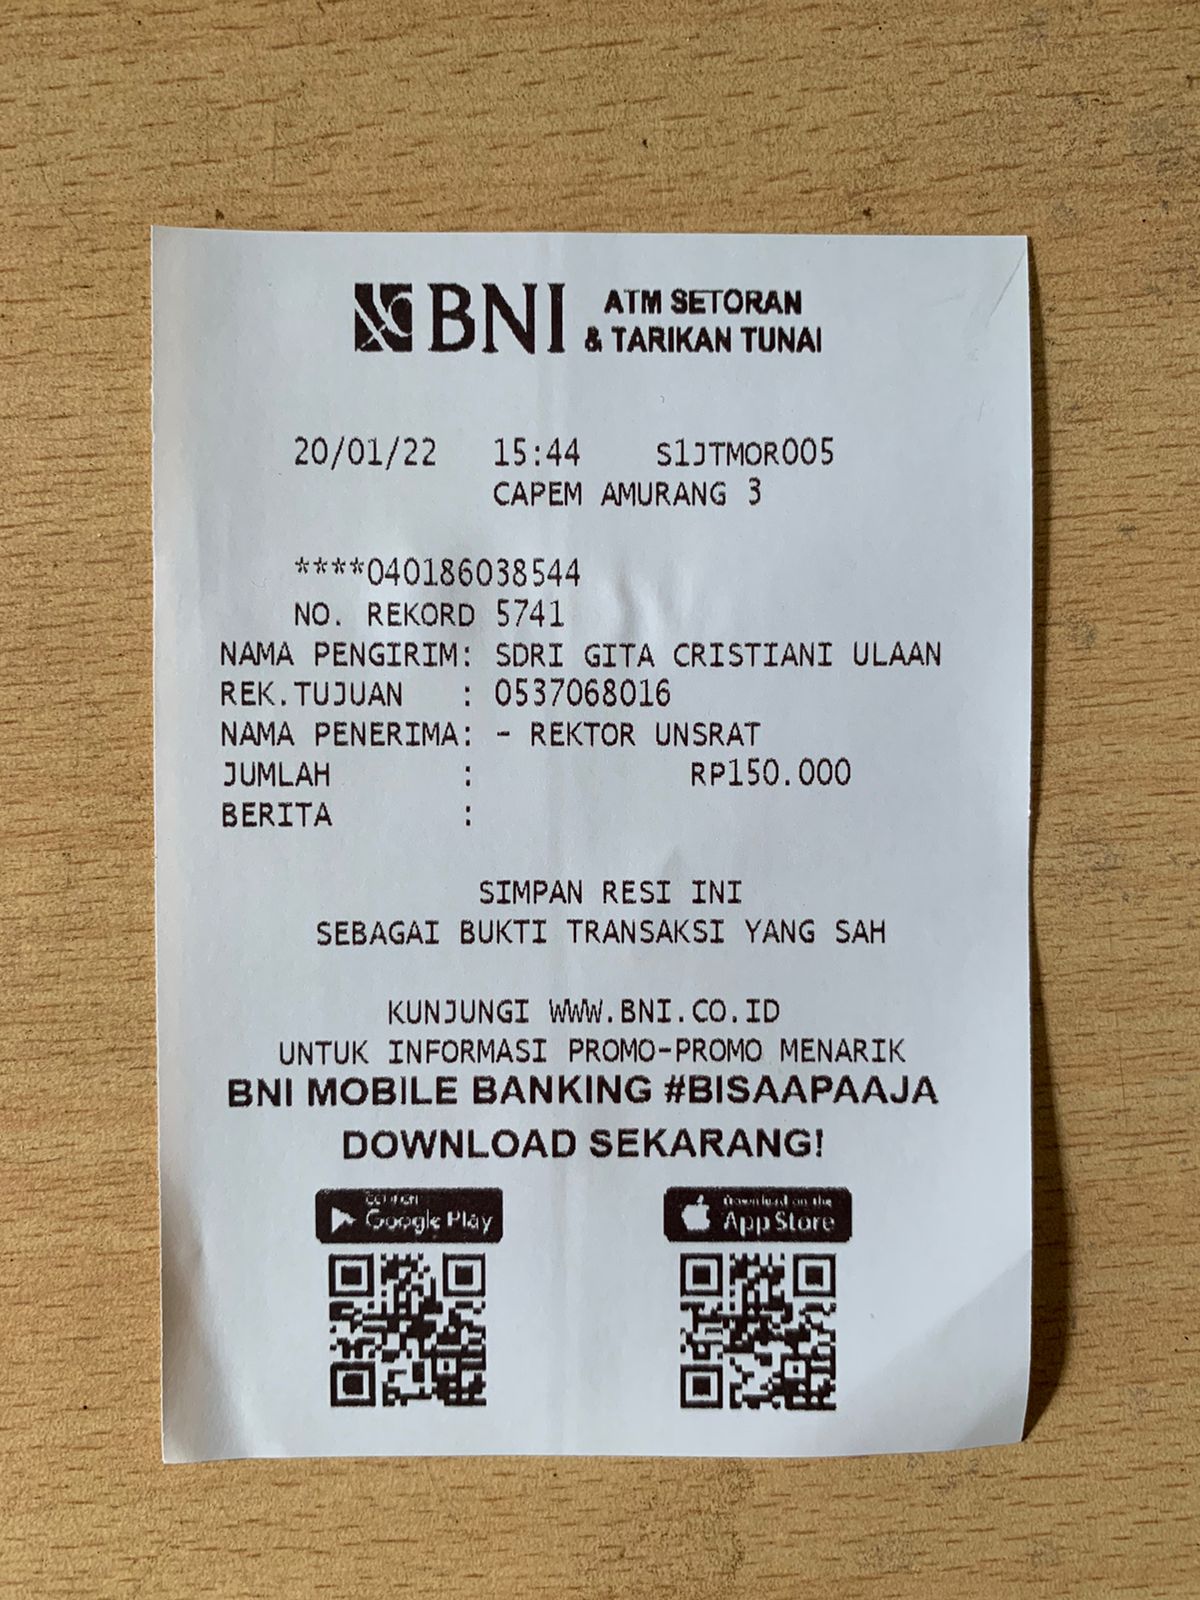 BNI ATM SETORAN
& TARIKAN TUNAI
20/01/22 15:44 S1JTMOR005
CAPEM AMURANG 3
****040186038544
NO. REKORD 5741
NAMA PENGIRIM: SDRI GITA CRISTIANI ULAAN
REK.TUJUAN : 0537068016
NAMA PENERIMA: - REKTOR UNSRAT
JUMLAH : RP150.000
BERITA :
SIMPAN RESI INI
SEBAGAI BUKTI TRANSAKSI YANG SAH
KUNJUNGI WWW.BNI.CO.ID
UNTUK INFORMASI PROMO-PROMO MENARIK
BNI MOBILE BANKING #BISAAPAAJA
DOWNLOAD SEKARANG!
Google Play
Download on the
App Store